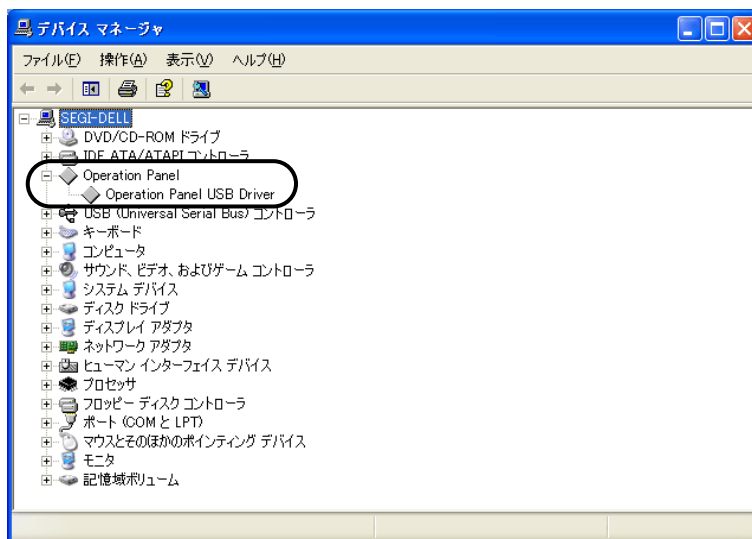 デバイス マネージャ
ファイル(F) 操作(A) 表示(V) ヘルプ(H)
SEGI-DELL
DVD/CD-ROM ドライブ
IDE ATA/ATAPI コントローラ
Operation Panel
Operation Panel USB Driver
USB (Universal Serial Bus) コントローラ
キーボード
コンピュータ
サウンド、ビデオ、およびゲーム コントローラ
システム デバイス
ディスク ドライブ
ディスプレイ アダプタ
ネットワーク アダプタ
ヒューマン インターフェイス デバイス
プロセッサ
フロッピー ディスク コントローラ
ポート (COM と LPT)
マウスとそのほかのポインティング デバイス
モニタ
記憶域ボリューム